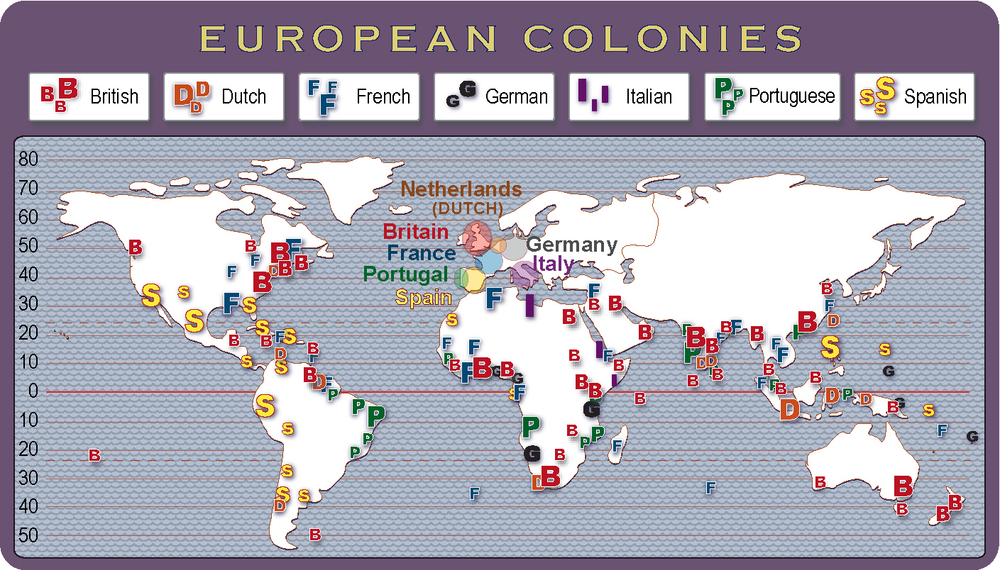 EUROPEAN COLONIES
B B B British
D D D Dutch
F F F French
G G German
I I I Italian
P P P Portuguese
S S S Spanish
80
70
60
50
40
30
20
10
0
10
20
30
40
50
Netherlands
(DUTCH)
Britain
France
Germany
Italy
Portugal
Spain
B
B
B F
F B B
F D
B
S S
F S
S
B S B F S
S D S B F
B D F P
S
P P
S P
P
B
S
S S
D
B
F
I
S
B
F B B
B
F F
P B F B G B G
S F
I F
B B
B B I
G
B
P
G
P P
B F
D B
F
F
B
B
F
D
P B P B
P D D B
B
B F B F
B
P B
F F
S S
G
B F P B
B
D D P D
B G
S
F
G
B
B
B
B B